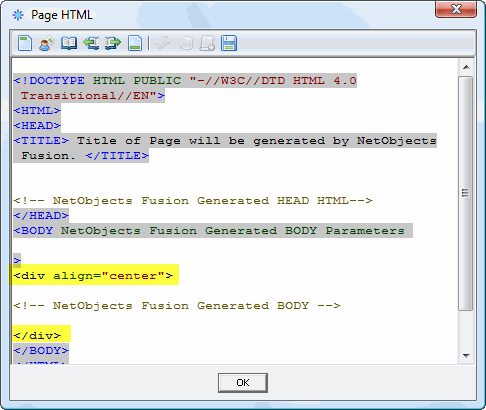 Page HTML
<!DOCTYPE HTML PUBLIC "-//W3C//DTD HTML 4.0
Transitional//EN">
<HTML>
<HEAD>
<TITLE> Title of Page will be generated by NetObjects
Fusion. </TITLE>
<!-- NetObjects Fusion Generated HEAD HTML-->
</HEAD>
<BODY NetObjects Fusion Generated BODY Parameters
>
<div align="center">
<!-- NetObjects Fusion Generated BODY -->
</div>
</BODY>
</HTML>
OK